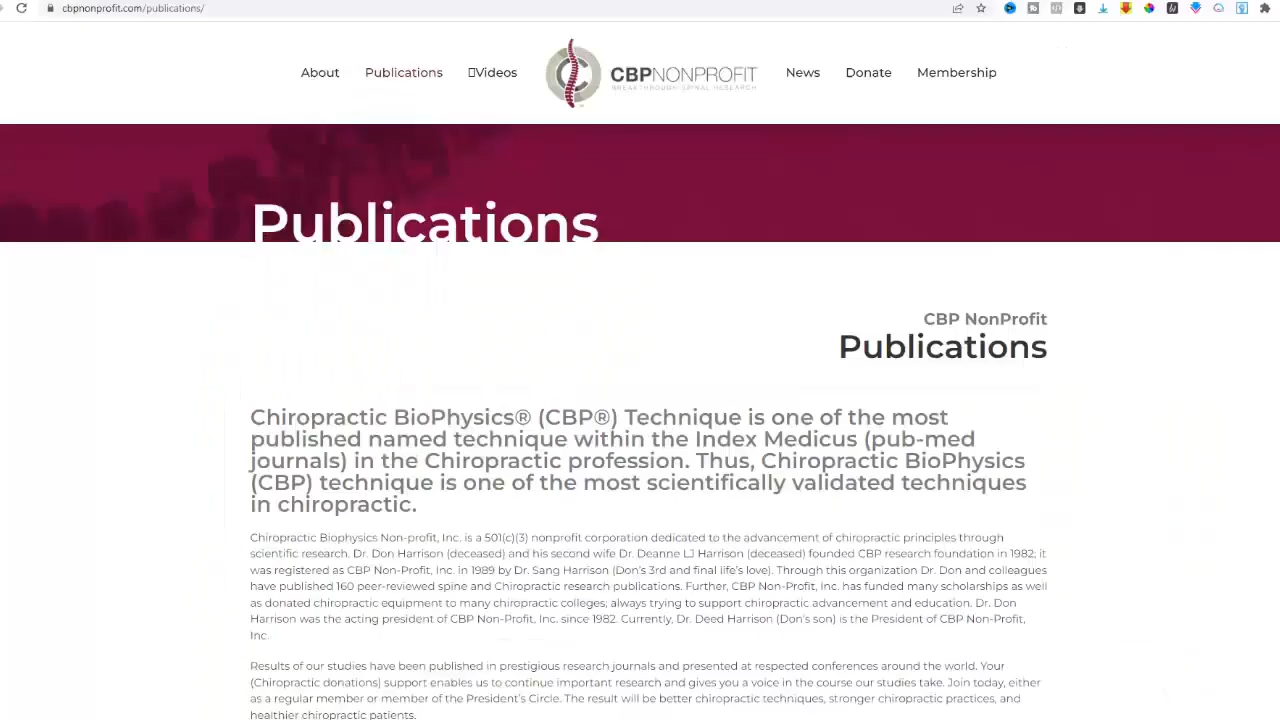 cbpnonprofit.com/publications/
About Publications Videos CBPNONPROFIT News Donate Membership
BREAKTHROUGH SPINAL RESEARCH
Publications
CBP NonProfit
Publications
Chiropractic BioPhysics® (CBP®) Technique is one of the most
published named technique within the Index Medicus (pub-med
journals) in the Chiropractic profession. Thus, Chiropractic BioPhysics
(CBP) technique is one of the most scientifically validated techniques
in chiropractic.
Chiropractic Biophysics Non-profit, Inc. is a 501(c)(3) nonprofit corporation dedicated to the advancement of chiropractic principles through
scientific research. Dr. Don Harrison (deceased) and his second wife Dr. Deanne LJ Harrison (deceased) founded CBP research foundation in 1982; it
was registered as CBP Non-Profit, Inc. in 1989 by Dr. Sang Harrison (Don's 3rd and final life's love). Through this organization Dr. Don and colleagues
have published 160 peer-reviewed spine and Chiropractic research publications. Further, CBP Non-Profit, Inc. has funded many scholarships as well
as donated chiropractic equipment to many chiropractic colleges; always trying to support chiropractic advancement and education. Dr. Don
Harrison was the acting president of CBP Non-Profit, Inc. since 1982. Currently, Dr. Deed Harrison (Don's son) is the President of CBP Non-Profit,
Inc.
Results of our studies have been published in prestigious research journals and presented at respected conferences around the world. Your
(Chiropractic donations) support enables us to continue important research and gives you a voice in the course our studies take. Join today, either
as a regular member or member of the President's Circle. The result will be better chiropractic techniques, stronger chiropractic practices, and
healthier chiropractic patients.